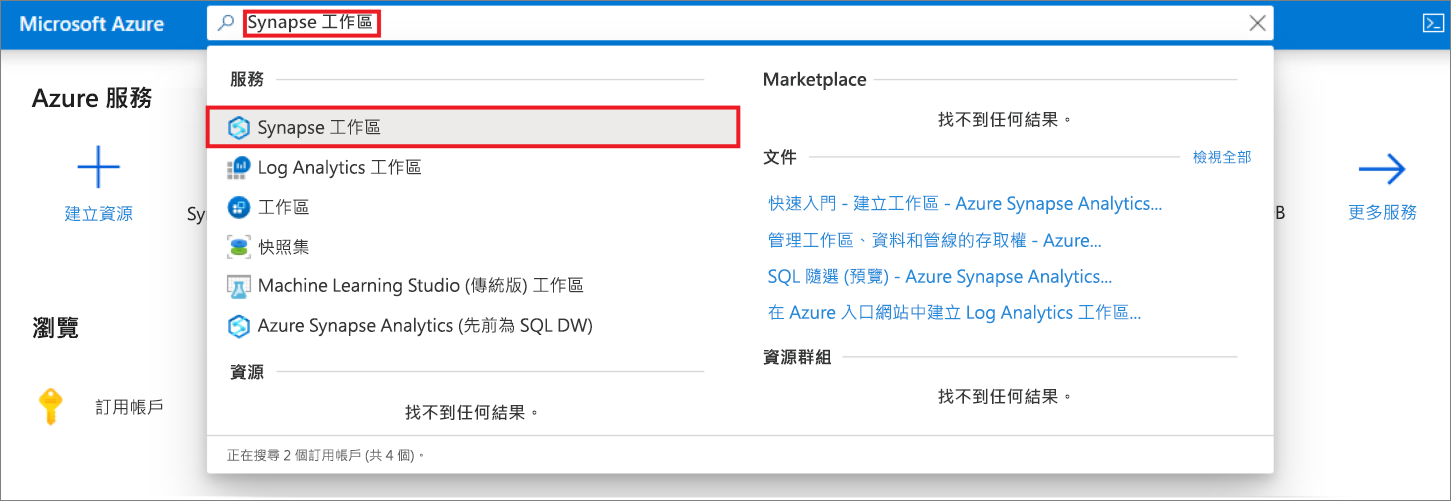 Microsoft Azure
Synapse 工作區
Azure 服務
建立資源
Sy
B
更多服務
瀏覽
訂用帳戶
服務
Synapse 工作區
Log Analytics 工作區
工作區
快照集
Machine Learning Studio (傳統版) 工作區
Azure Synapse Analytics (先前為 SQL DW)
資源
找不到任何結果。
Marketplace
找不到任何結果。
文件
檢視全部
快速入門 - 建立工作區 - Azure Synapse Analytics...
管理工作區、資料和管線的存取權 - Azure...
SQL 隨選 (預覽) - Azure Synapse Analytics...
在 Azure 入口網站中建立 Log Analytics 工作區...
資源群組
找不到任何結果。
正在搜尋 2 個訂用帳戶 (共 4 個)。